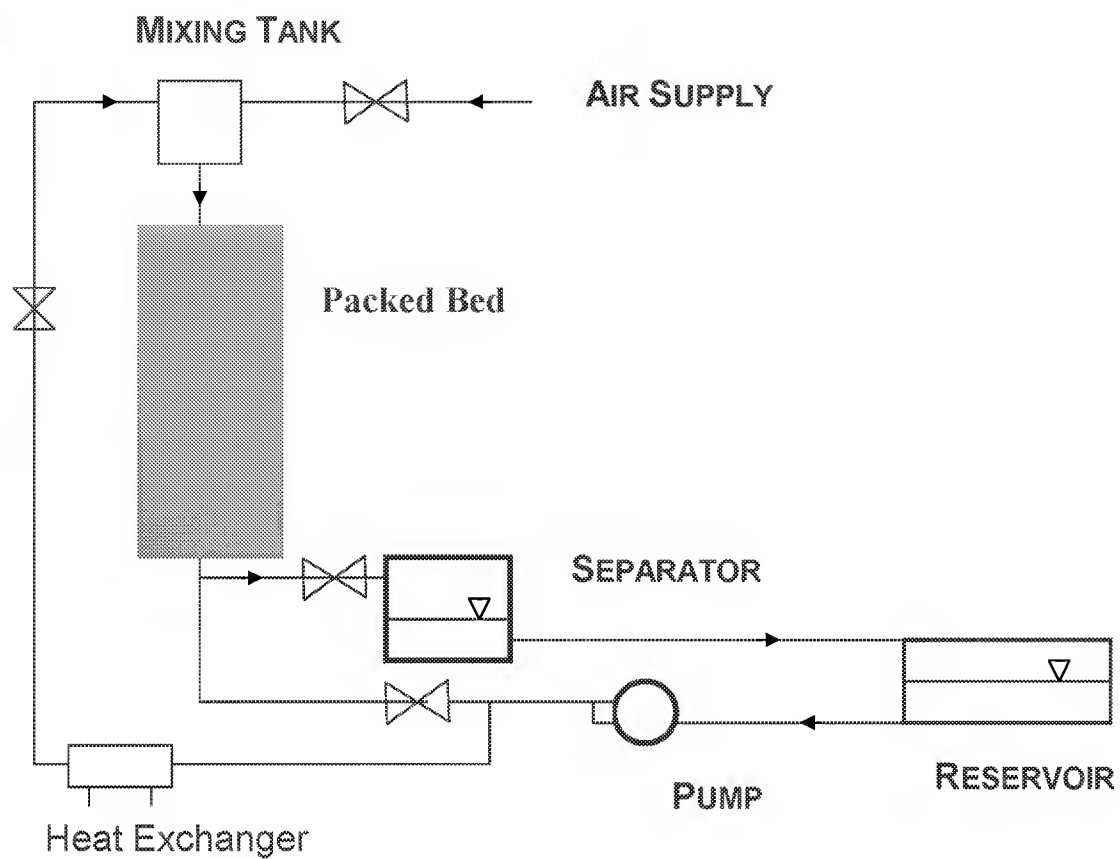 MIXING TANK
AIR SUPPLY
Packed Bed
SEPARATOR
RESERVOIR
PUMP
Heat Exchanger